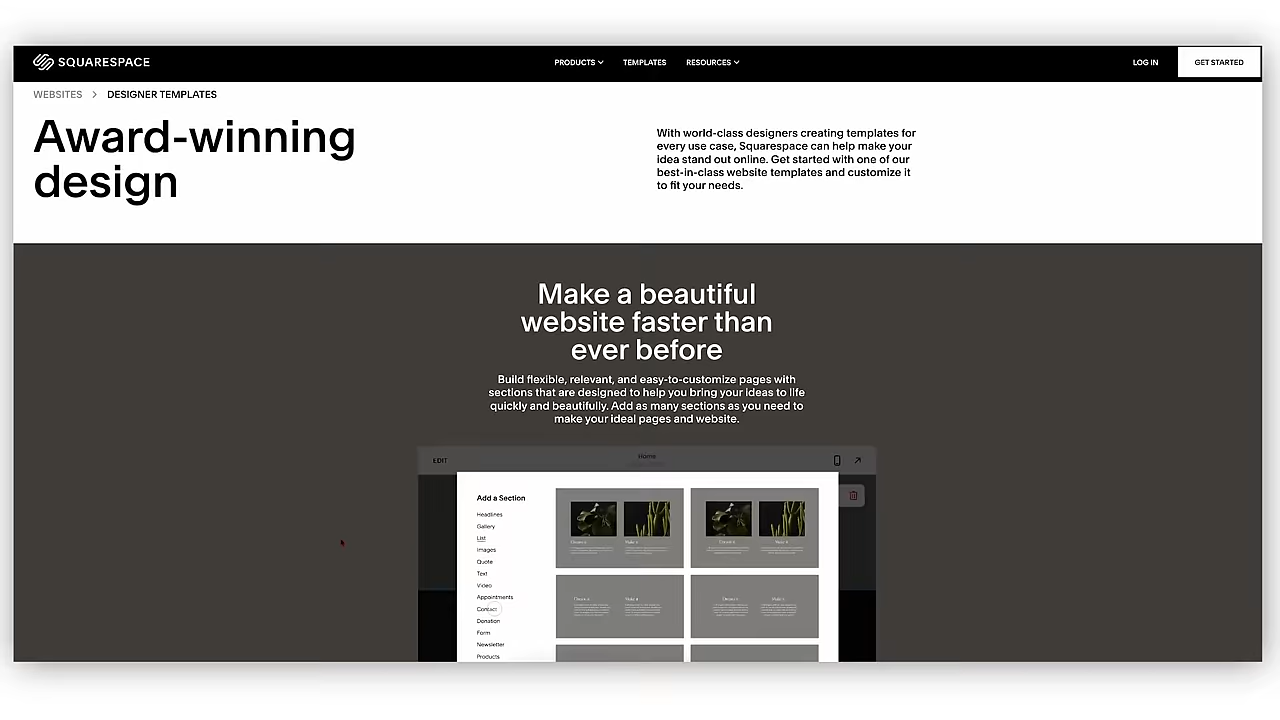 SQUARESPACE
PRODUCTS
TEMPLATES
RESOURCES
LOG IN
GET STARTED
WEBSITES
DESIGNER TEMPLATES
Award-winning
design
With world-class designers creating templates for
every use case, Squarespace can help make your
idea stand out online. Get started with one of our
best-in-class website templates and customize it
to fit your needs.
Make a beautiful
website faster than
ever before
Build flexible, relevant, and easy-to-customize pages with
sections that are designed to help you bring your ideas to life
quickly and beautifully. Add as many sections as you need to
make your ideal pages and website.
EDIT
Home
Add a Section
Headlines
Gallery
List
Images
Quote
Text
Video
Appointments
Contact
Donation
Form
Newsletter
Products